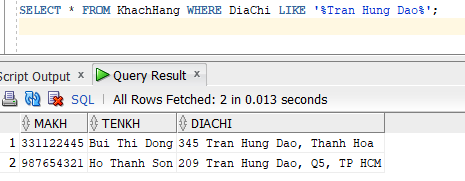 SELECT * FROM KhachHang WHERE DiaChi LIKE '%Tran Hung Dao%';
Script Output × Query Result ×
SQL | All Rows Fetched: 2 in 0.013 seconds
MAKH TENKH DIACHI
1 331122445 Bui Thi Dong 345 Tran Hung Dao, Thanh Hoa
2 987654321 Ho Thanh Son 209 Tran Hung Dao, Q5, TP HCM